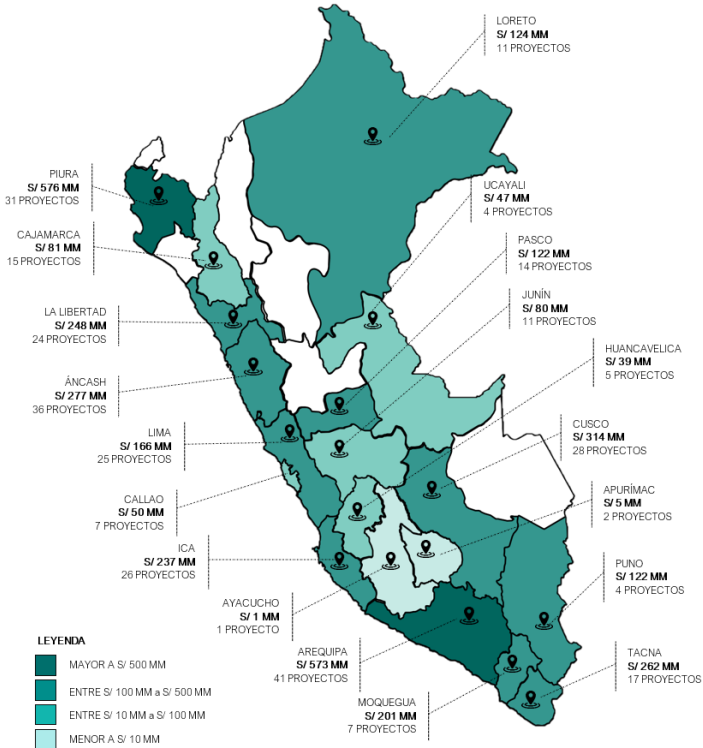 LORETO
S/ 124 MM
11 PROYECTOS
PIURA
S/ 576 MM
31 PROYECTOS
UCAYALI
S/ 47 MM
4 PROYECTOS
CAJAMARCA
S/ 81 MM
15 PROYECTOS
PASCO
S/ 122 MM
14 PROYECTOS
LA LIBERTAD
S/ 248 MM
24 PROYECTOS
JUNÍN
S/ 80 MM
11 PROYECTOS
HUANCAVELICA
S/ 39 MM
5 PROYECTOS
ÁNCASH
S/ 277 MM
36 PROYECTOS
LIMA
S/ 166 MM
25 PROYECTOS
CUSCO
S/ 314 MM
28 PROYECTOS
CALLAO
S/ 50 MM
7 PROYECTOS
APURÍMAC
S/ 5 MM
2 PROYECTOS
ICA
S/ 237 MM
26 PROYECTOS
PUNO
S/ 122 MM
4 PROYECTOS
AYACUCHO
S/ 1 MM
1 PROYECTO
AREQUIPA
S/ 573 MM
41 PROYECTOS
TACNA
S/ 262 MM
17 PROYECTOS
MOQUEGUA
S/ 201 MM
7 PROYECTOS
LEYENDA
MAYOR A S/ 500 MM
ENTRE S/ 100 MM a S/ 500 MM
ENTRE S/ 10 MM a S/ 100 MM
MENOR A S/ 10 MM